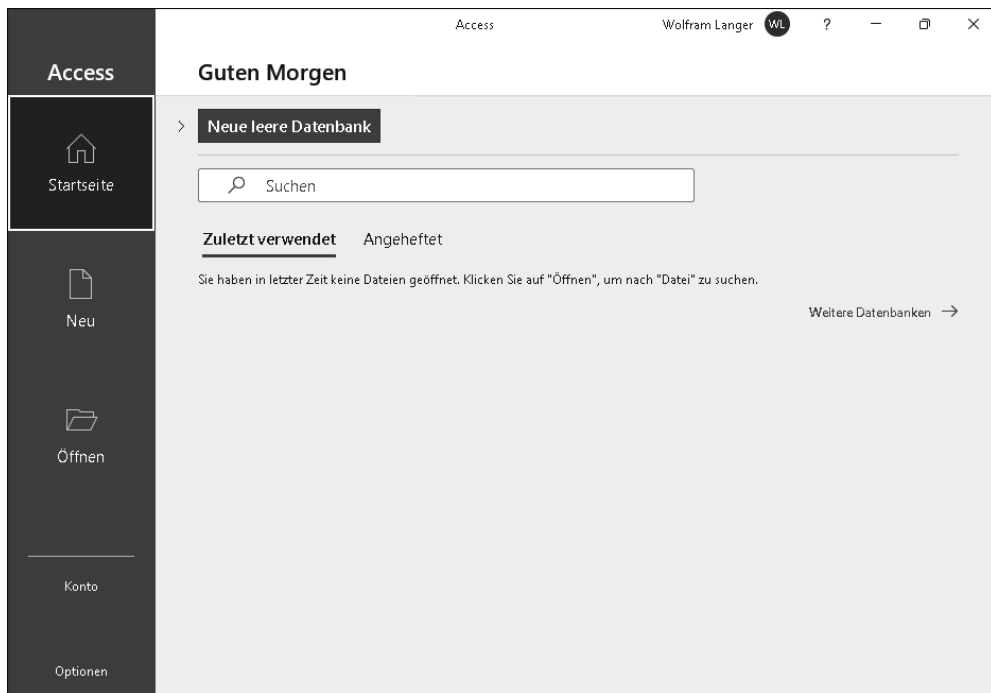 Access
Wolfram Langer WL ?
Access
Guten Morgen
Startseite
Neu
Öffnen
Konto
Optionen
Neue leere Datenbank
Suchen
Zuletzt verwendet Angeheftet
Sie haben in letzter Zeit keine Dateien geöffnet. Klicken Sie auf "Öffnen", um nach "Datei" zu suchen.
Weitere Datenbanken